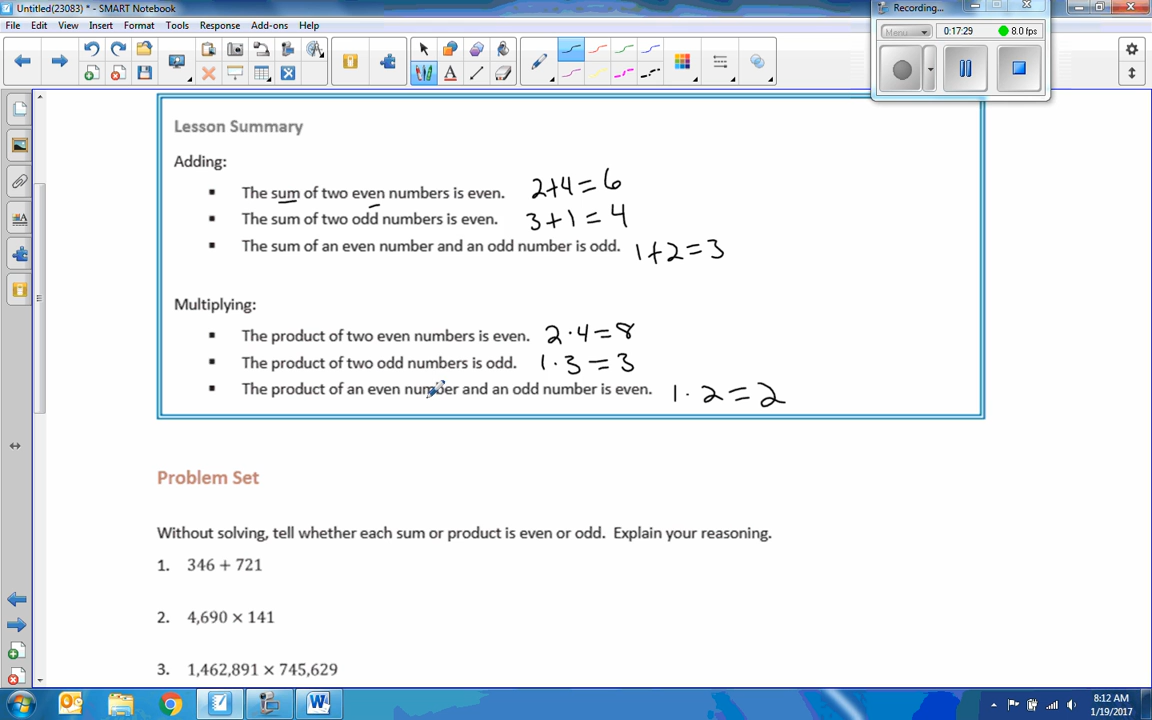 Untitled(23083) * - SMART Notebook
File Edit View Insert Format Tools Response Add-ons Help
Recording...
Menu
0:17:29 8.0 fps
Lesson Summary
Adding:
▪ The sum of two even numbers is even. 2+4=6
▪ The sum of two odd numbers is even. 3+1=4
▪ The sum of an even number and an odd number is odd. 1+2=3
Multiplying:
▪ The product of two even numbers is even. 2·4=8
▪ The product of two odd numbers is odd. 1·3=3
▪ The product of an even number and an odd number is even. 1·2=2
Problem Set
Without solving, tell whether each sum or product is even or odd. Explain your reasoning.
1. 346 + 721
2. 4,690 × 141
3. 1,462,891 × 745,629
8:12 AM
1/19/2017